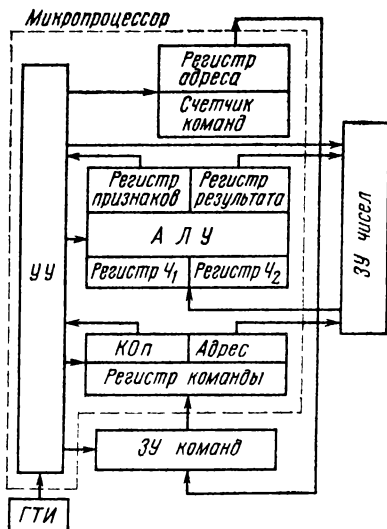 Микропроцессор
Регистр
адреса
Счетчик
команд
Регистр
признаков
Регистр
результата
АЛУ
Регистр Ч1
Регистр Ч2
УУ
ЗУ чисел
КОп
Адрес
Регистр команды
ЗУ команд
ГТИ